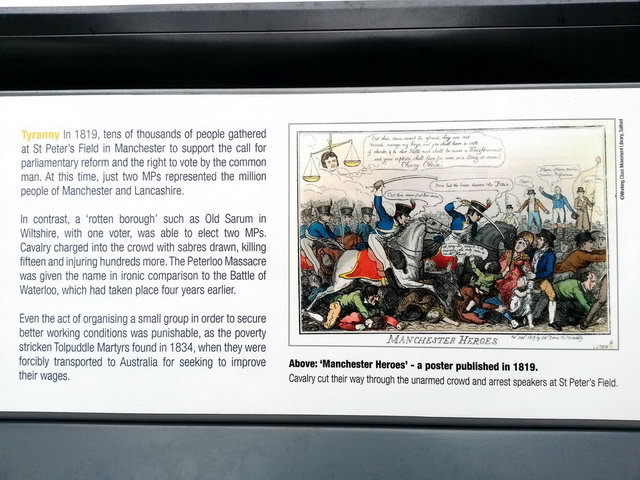 Tyranny In 1819, tens of thousands of people gathered
at St Peter's Field in Manchester to support the call for
parliamentary reform and the right to vote by the common
man. At this time, just two MPs represented the million
people of Manchester and Lancashire.
In contrast, a 'rotten borough' such as Old Sarum in
Wiltshire, with one voter, was able to elect two MPs.
Cavalry charged into the crowd with sabres drawn, killing
fifteen and injuring hundreds more. The Peterloo Massacre
was given the name in ironic comparison to the Battle of
Waterloo, which had taken place four years earlier.
Even the act of organising a small group in order to secure
better working conditions was punishable, as the poverty
stricken Tolpuddle Martyrs found in 1834, when they were
forcibly transported to Australia for seeking to improve
their wages.
Chevy Chase
MANCHESTER HEROES
©Working Class Movement Library, Salford
Above: 'Manchester Heroes' - a poster published in 1819.
Cavalry cut their way through the unarmed crowd and arrest speakers at St Peter's Field.